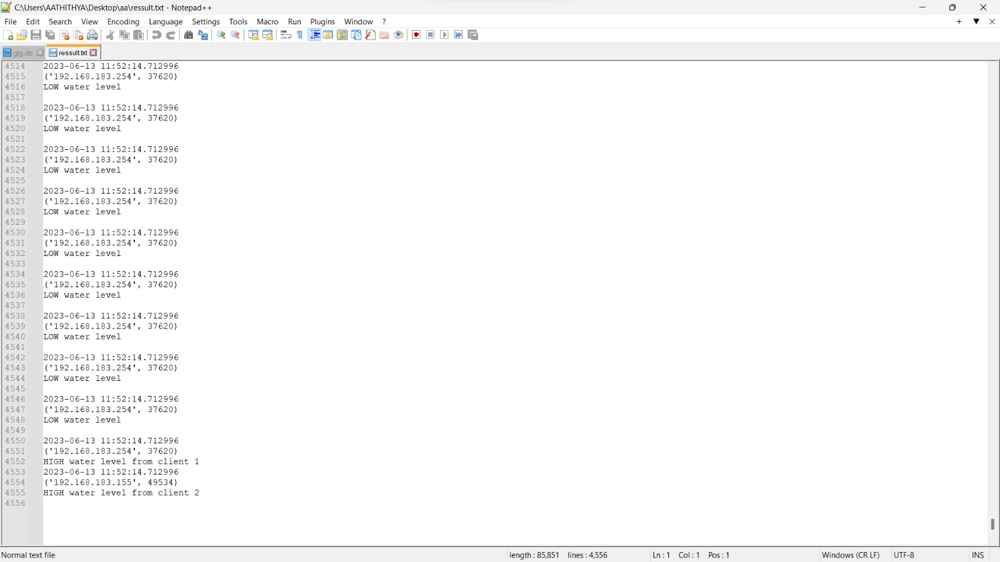 C:\Users\AATHITHYA\Desktop\aa\ressult.txt - Notepad++
File Edit Search View Encoding Language Settings Tools Macro Run Plugins Window ?
gfg.db ressult.txt
4514 2023-06-13 11:52:14.712996
4515 ('192.168.183.254', 37620)
4516 LOW water level
4517
4518 2023-06-13 11:52:14.712996
4519 ('192.168.183.254', 37620)
4520 LOW water level
4521
4522 2023-06-13 11:52:14.712996
4523 ('192.168.183.254', 37620)
4524 LOW water level
4525
4526 2023-06-13 11:52:14.712996
4527 ('192.168.183.254', 37620)
4528 LOW water level
4529
4530 2023-06-13 11:52:14.712996
4531 ('192.168.183.254', 37620)
4532 LOW water level
4533
4534 2023-06-13 11:52:14.712996
4535 ('192.168.183.254', 37620)
4536 LOW water level
4537
4538 2023-06-13 11:52:14.712996
4539 ('192.168.183.254', 37620)
4540 LOW water level
4541
4542 2023-06-13 11:52:14.712996
4543 ('192.168.183.254', 37620)
4544 LOW water level
4545
4546 2023-06-13 11:52:14.712996
4547 ('192.168.183.254', 37620)
4548 LOW water level
4549
4550 2023-06-13 11:52:14.712996
4551 ('192.168.183.254', 37620)
4552 HIGH water level from client 1
4553 2023-06-13 11:52:14.712996
4554 ('192.168.183.155', 49534)
4555 HIGH water level from client 2
4556
Normal text file length : 85,851 lines : 4,556 Ln : 1 Col : 1 Pos : 1 Windows (CR LF) UTF-8 INS